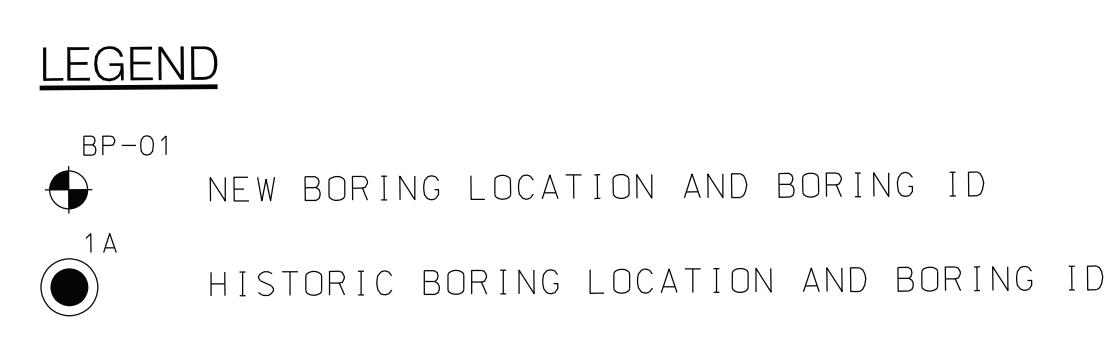 LEGEND
BP-01
NEW BORING LOCATION AND BORING ID
1A
HISTORIC BORING LOCATION AND BORING ID